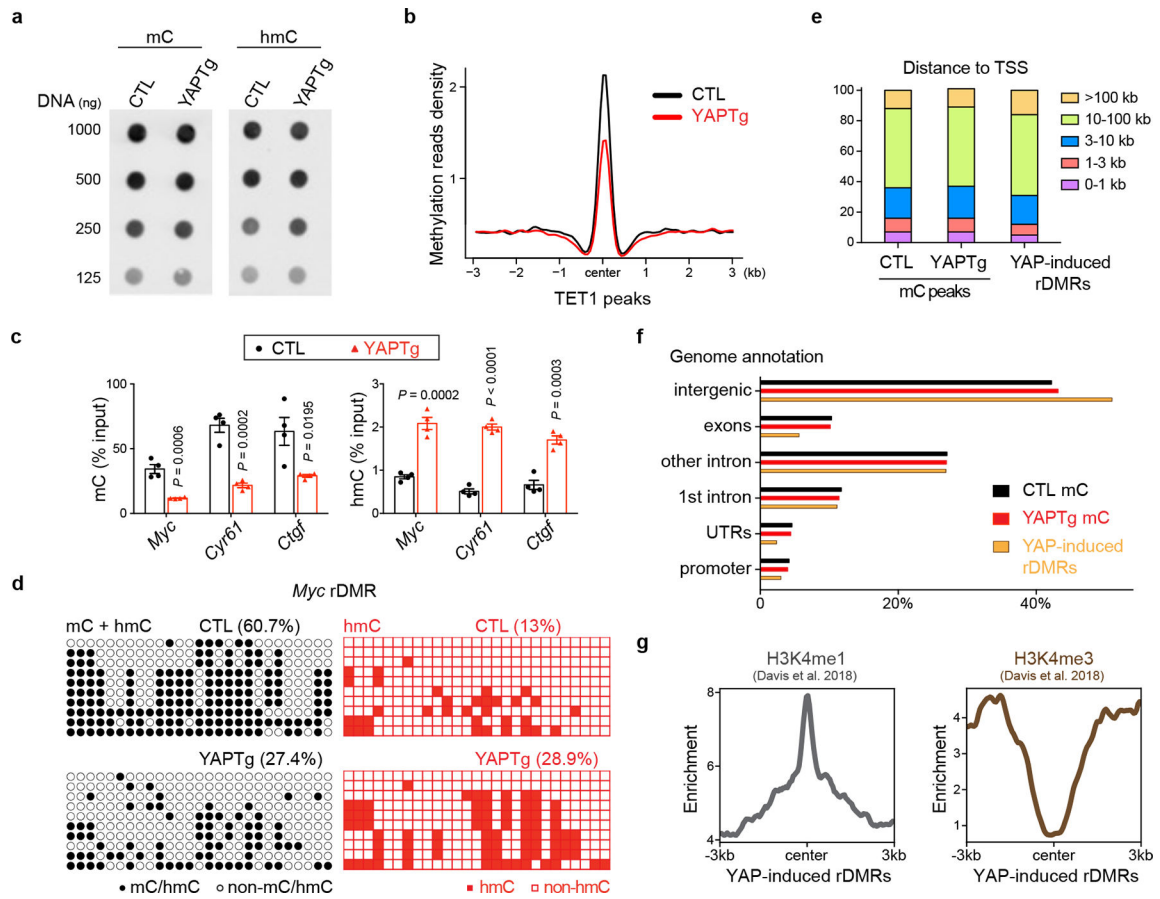 a
mC
hmC
CTL
YAPTg
CTL
YAPTg
DNA (ng)
1000
500
250
125
b
Methylation reads density
2
1
CTL
YAPTg
−3
−2
−1
center
1
2
3
(kb)
TET1 peaks
e
Distance to TSS
100
80
60
40
20
0
CTL
YAPTg
mC peaks
YAP-induced
rDMRs
>100 kb
10-100 kb
3-10 kb
1-3 kb
0-1 kb
c
CTL
YAPTg
mC (% input)
100
50
0
P = 0.0006
P = 0.0002
P = 0.0195
Myc
Cyr61
Ctgf
hmC (% input)
3
2
1
0
P = 0.0002
P < 0.0001
P = 0.0003
Myc
Cyr61
Ctgf
f
Genome annotation
intergenic
exons
other intron
1st intron
UTRs
promoter
0
20%
40%
CTL mC
YAPTg mC
YAP-induced
rDMRs
d
Myc rDMR
mC + hmC
CTL (60.7%)
hmC
CTL (13%)
YAPTg (27.4%)
YAPTg (28.9%)
mC/hmC
non-mC/hmC
hmC
non-hmC
g
H3K4me1
(Davis et al. 2018)
Enrichment
8
6
4
-3kb
center
3kb
YAP-induced rDMRs
H3K4me3
(Davis et al. 2018)
Enrichment
4
3
2
1
-3kb
center
3kb
YAP-induced rDMRs